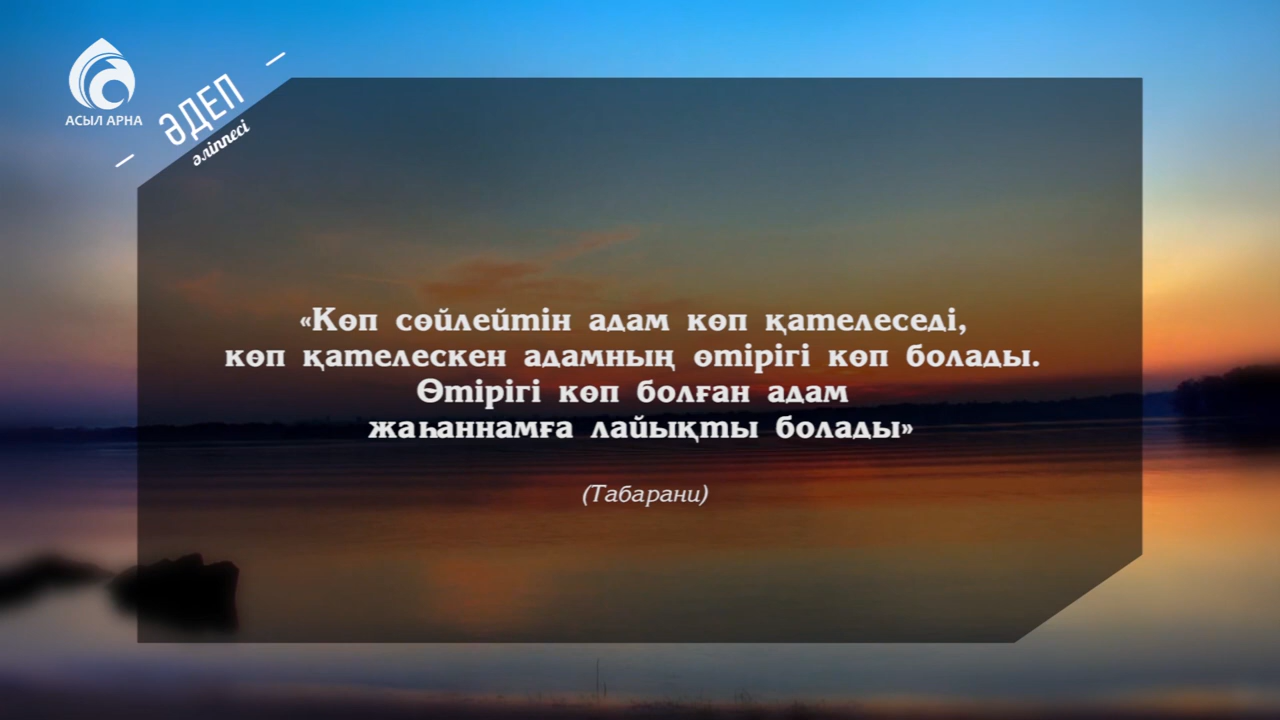 АСЫЛ АРНА
ӘДЕП
әліппесі
«Көп сөйлейтін адам көп қателеседі,
көп қателескен адамның өтірігі көп болады.
Өтірігі көп болған адам
жаһаннамға лайықты болады»
(Табарани)